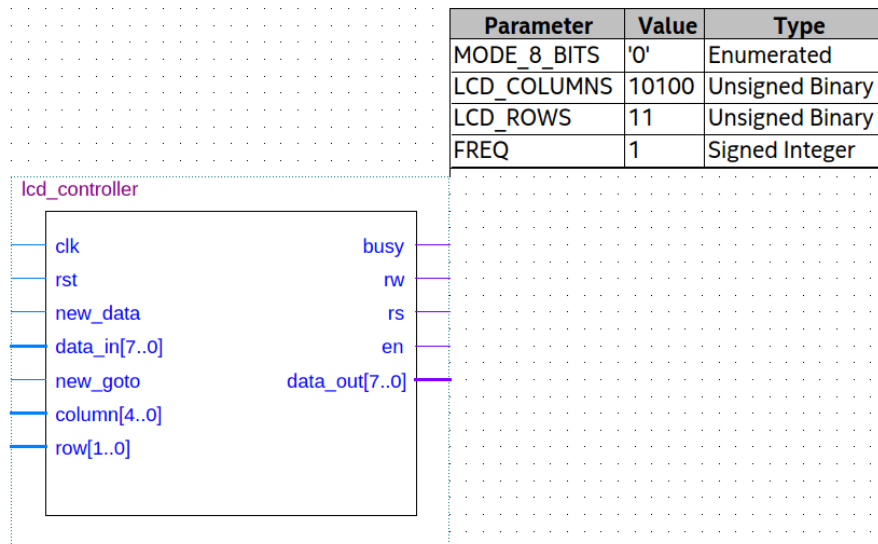 Parameter Value Type
MODE_8_BITS '0' Enumerated
LCD_COLUMNS 10100 Unsigned Binary
LCD_ROWS 11 Unsigned Binary
FREQ 1 Signed Integer
lcd_controller
clk busy
rst rw
new_data rs
data_in[7..0] en
new_goto data_out[7..0]
column[4..0]
row[1..0]